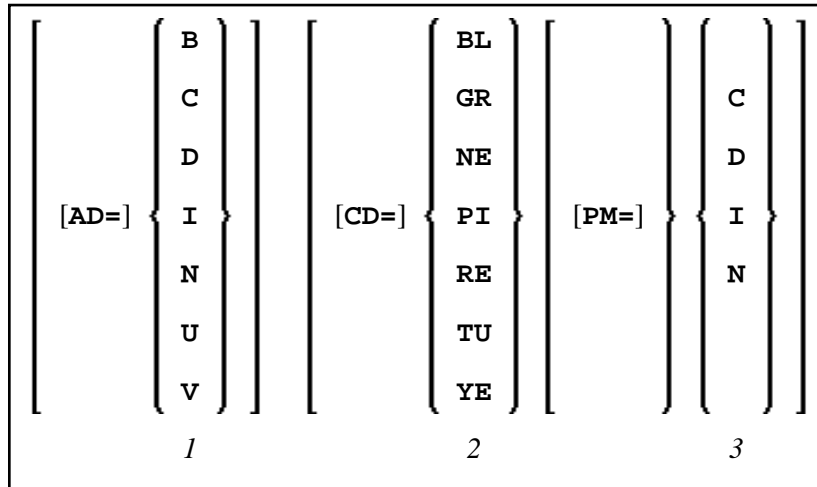 B BL
C GR C
D NE D
[AD=] I [CD=] PI [PM=] I
N RE N
U TU
V YE
1 2 3